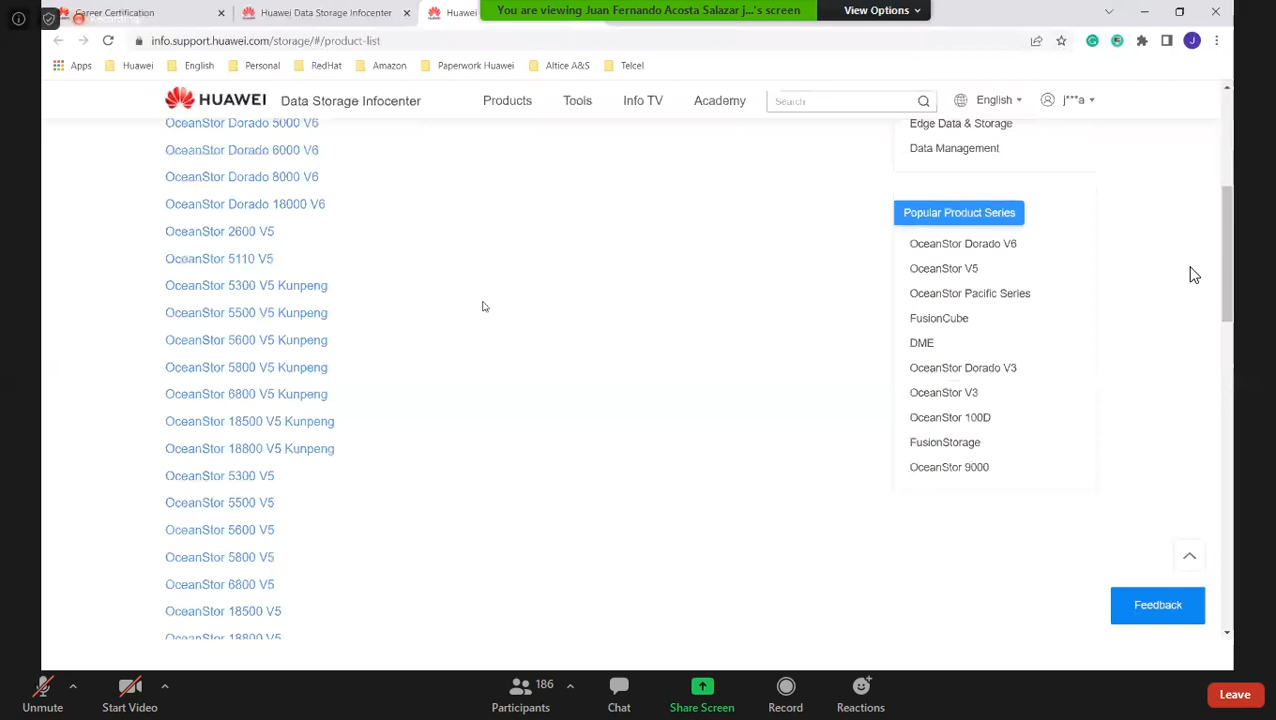 You are viewing Juan Fernando Acosta Salazar j...'s screen
View Options
Recording
Career Certification
Huawei Data Storage Infocenter
Huawei
info.support.huawei.com/storage/#/product-list
J
Apps
Huawei
English
Personal
RedHat
Amazon
Paperwork Huawei
Altice A&S
Telcel
HUAWEI
Data Storage Infocenter
Products
Tools
Info TV
Academy
Search
English
j***a
OceanStor Dorado 5000 V6
OceanStor Dorado 6000 V6
OceanStor Dorado 8000 V6
OceanStor Dorado 18000 V6
OceanStor 2600 V5
OceanStor 5110 V5
OceanStor 5300 V5 Kunpeng
OceanStor 5500 V5 Kunpeng
OceanStor 5600 V5 Kunpeng
OceanStor 5800 V5 Kunpeng
OceanStor 6800 V5 Kunpeng
OceanStor 18500 V5 Kunpeng
OceanStor 18800 V5 Kunpeng
OceanStor 5300 V5
OceanStor 5500 V5
OceanStor 5600 V5
OceanStor 5800 V5
OceanStor 6800 V5
OceanStor 18500 V5
OceanStor 18800 V5
Edge Data & Storage
Data Management
Popular Product Series
OceanStor Dorado V6
OceanStor V5
OceanStor Pacific Series
FusionCube
DME
OceanStor Dorado V3
OceanStor V3
OceanStor 100D
FusionStorage
OceanStor 9000
Feedback
Unmute
Start Video
Participants
186
Chat
Share Screen
Record
Reactions
Leave